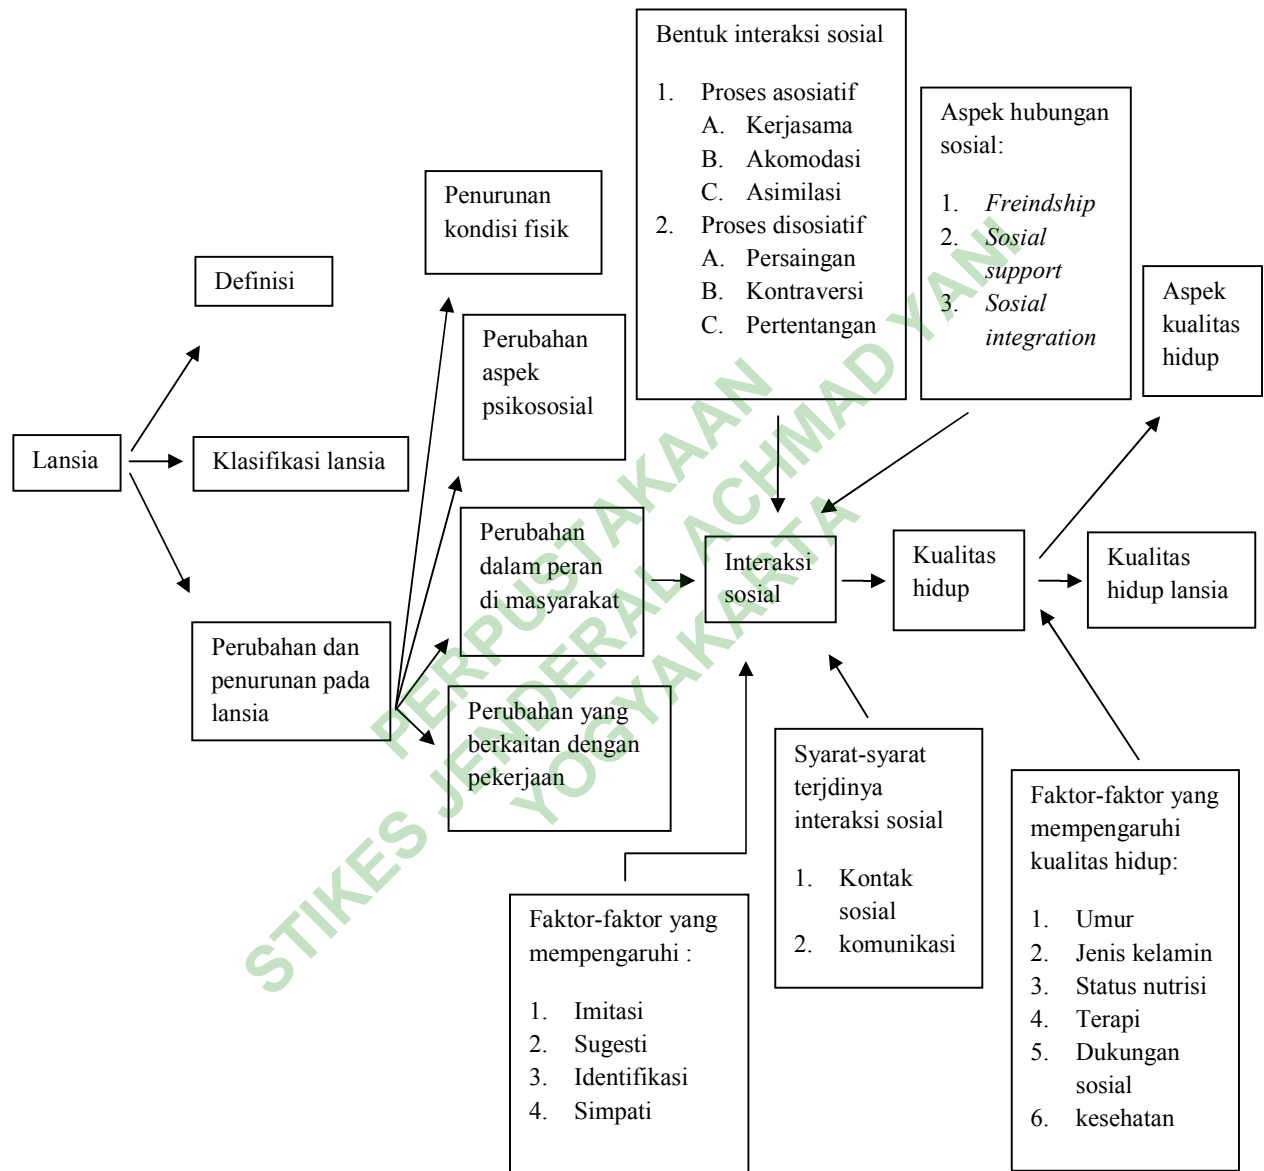 Bentuk interaksi sosial
1. Proses asosiatif
A. Kerjasama
B. Akomodasi
C. Asimilasi
2. Proses disosiatif
A. Persaingan
B. Kontraversi
C. Pertentangan
Aspek hubungan
sosial:
1. Freindship
2. Sosial
support
3. Sosial
integration
Penurunan
kondisi fisik
Definisi
Aspek
kualitas
hidup
Perubahan
aspek
psikososial
Lansia
Klasifikasi lansia
Perubahan
dalam peran
di masyarakat
Interaksi
sosial
Kualitas
hidup
Kualitas
hidup lansia
Perubahan dan
penurunan pada
lansia
Perubahan yang
berkaitan dengan
pekerjaan
Syarat-syarat
terjdinya
interaksi sosial
1. Kontak
sosial
2. komunikasi
Faktor-faktor yang
mempengaruhi
kualitas hidup:
1. Umur
2. Jenis kelamin
3. Status nutrisi
4. Terapi
5. Dukungan
sosial
6. kesehatan
Faktor-faktor yang
mempengaruhi :
1. Imitasi
2. Sugesti
3. Identifikasi
4. Simpati
PERPUSTAKAAN
STIKES JENDERAL ACHMAD YANI
YOGYAKARTA